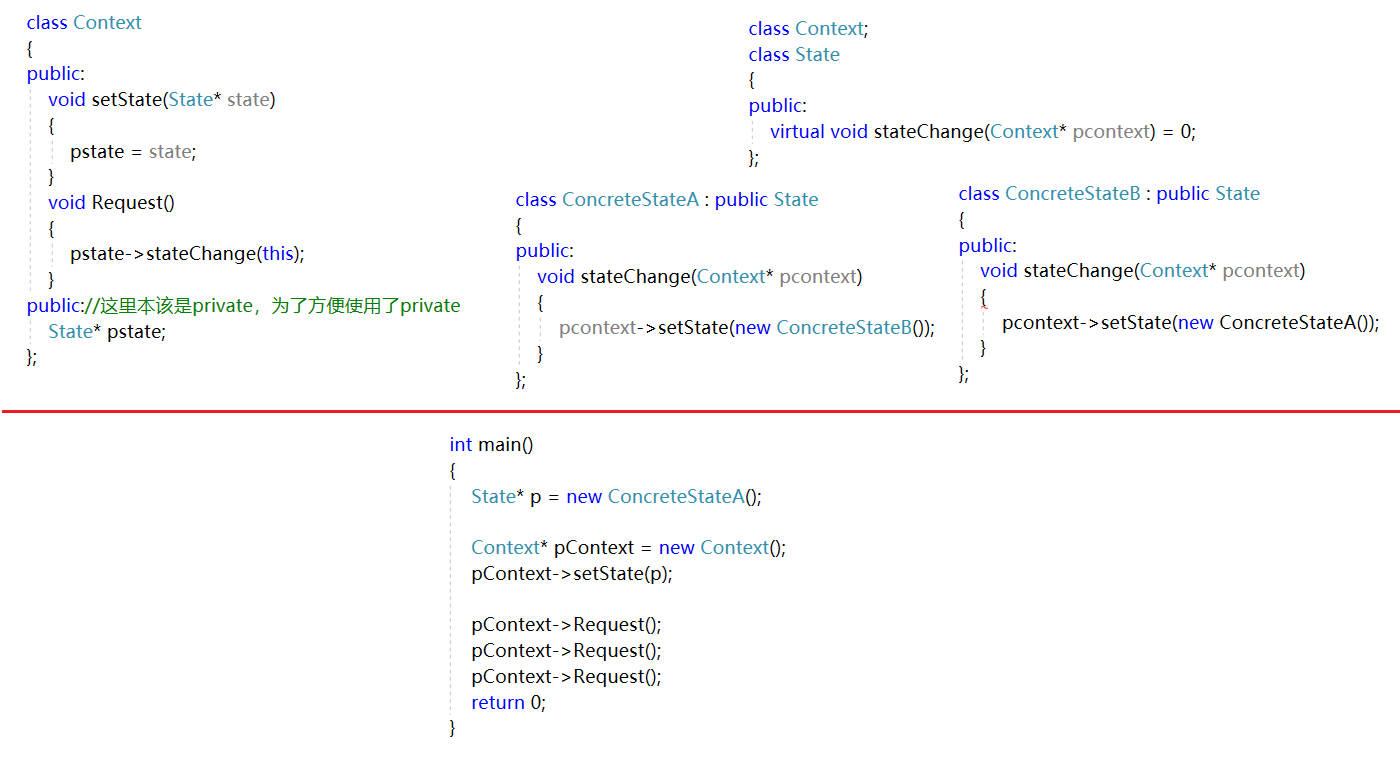 class Context
{
public:
    void setState(State* state)
    {
        pstate = state;
    }
    void Request()
    {
        pstate->stateChange(this);
    }
public://这里本该是private，为了方便使用了private
    State* pstate;
};
class Context;
class State
{
public:
    virtual void stateChange(Context* pcontext) = 0;
};
class ConcreteStateA : public State
{
public:
    void stateChange(Context* pcontext)
    {
        pcontext->setState(new ConcreteStateB());
    }
};
class ConcreteStateB : public State
{
public:
    void stateChange(Context* pcontext)
    {
        pcontext->setState(new ConcreteStateA());
    }
};
int main()
{
    State* p = new ConcreteStateA();

    Context* pContext = new Context();
    pContext->setState(p);

    pContext->Request();
    pContext->Request();
    pContext->Request();
    return 0;
}